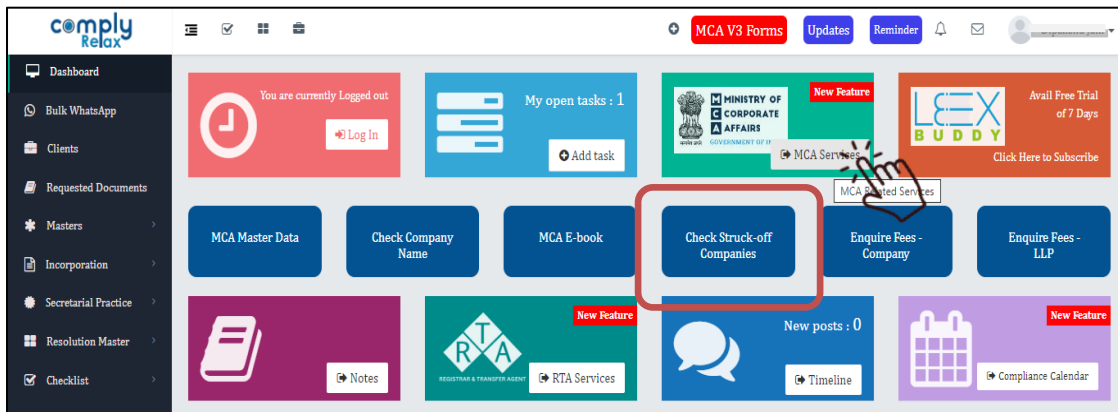 comply
Relax
MCA V3 Forms
Updates
Reminder
Dashboard
Bulk WhatsApp
Clients
Requested Documents
Masters
Incorporation
Secretarial Practice
Resolution Master
Checklist
You are currently Logged out
Log In
My open tasks : 1
Add task
New Feature
MINISTRY OF
CORPORATE
AFFAIRS
GOVERNMENT OF
MCA Services
MCA Related Services
LEEX
BUDDY
Avail Free Trial
of 7 Days
Click Here to Subscribe
MCA Master Data
Check Company
Name
MCA E-book
Check Struck-off
Companies
Enquire Fees -
Company
Enquire Fees -
LLP
Notes
New Feature
RTA
REGISTRAR & TRANSFER AGENT
RTA Services
New posts : 0
Timeline
New Feature
Compliance Calendar